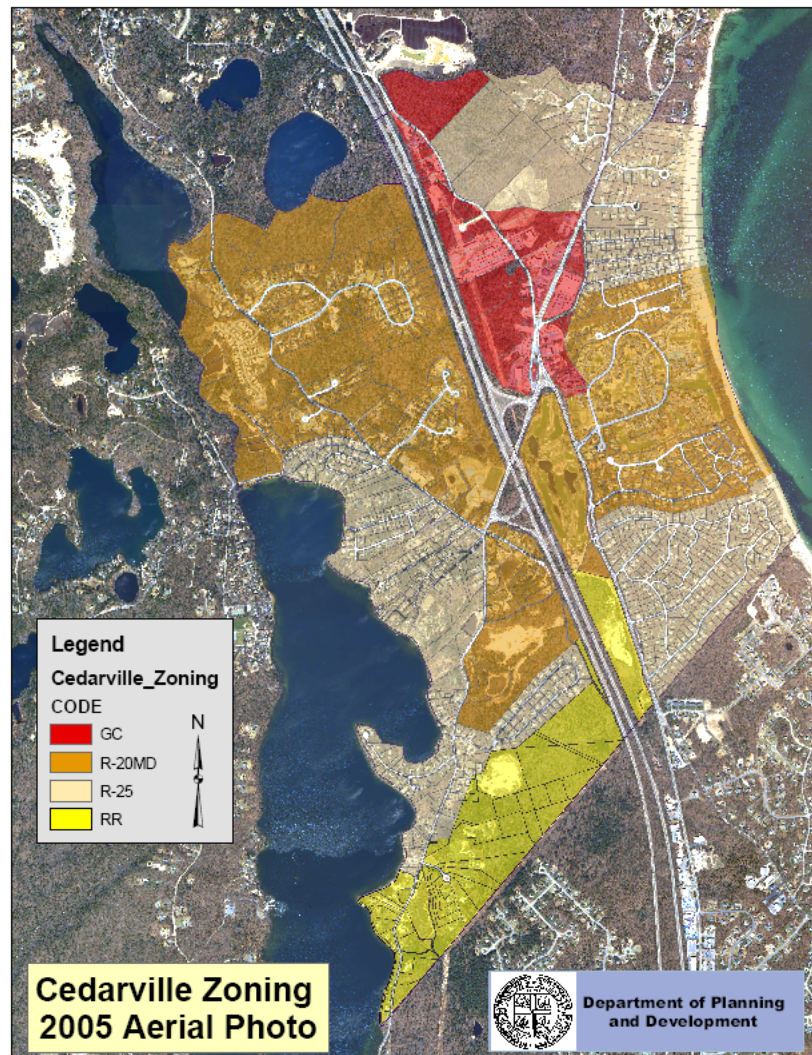 Legend
Cedarville_Zoning
CODE
N
GC
R-20MD
R-25
RR
Cedarville Zoning
2005 Aerial Photo
Department of Planning
and Development